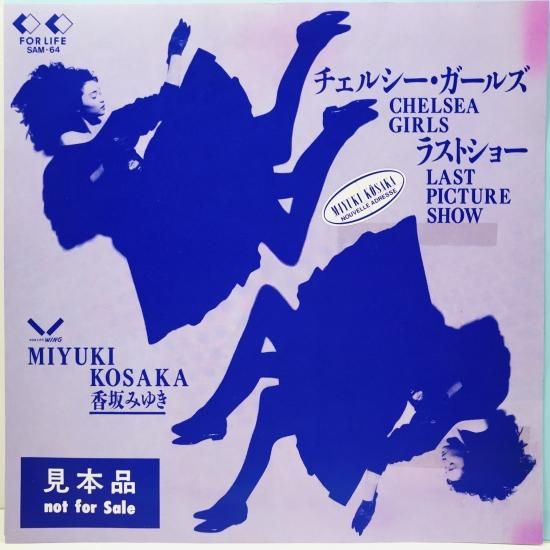 FOR LIFE
SAM-64
チェルシー・ガールズ
CHELSEA
GIRLS
ラストショー
LAST
PICTURE
SHOW
MIYUKI KŌSAKA
NOUVELLE ADRESSE
FOR LIFE WING
MIYUKI
KOSAKA
香坂みゆき
見本品
not for Sale